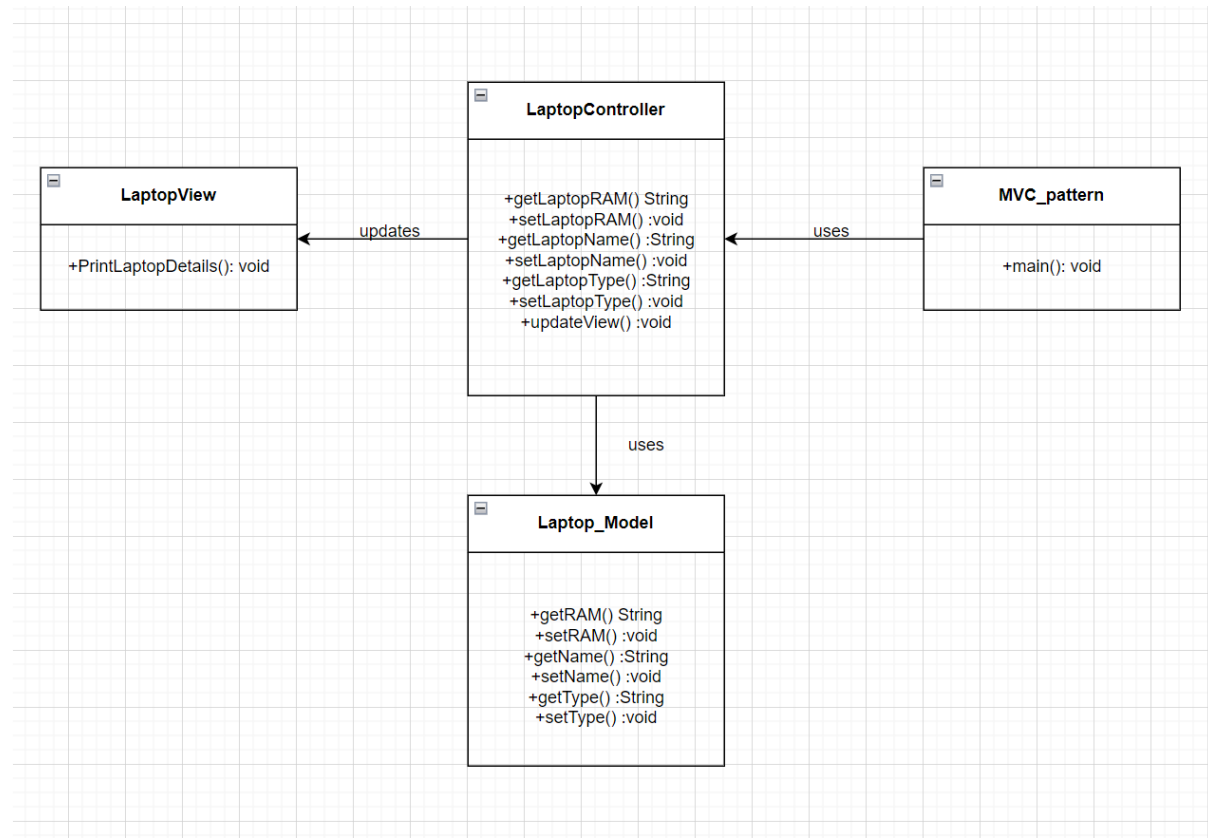 LaptopController
+getLaptopRAM() String
+setLaptopRAM() :void
+getLaptopName() :String
+setLaptopName() :void
+getLaptopType() :String
+setLaptopType() :void
+updateView() :void
LaptopView
+PrintLaptopDetails(): void
updates
uses
MVC_pattern
+main(): void
uses
Laptop_Model
+getRAM() String
+setRAM() :void
+getName() :String
+setName() :void
+getType() :String
+setType() :void